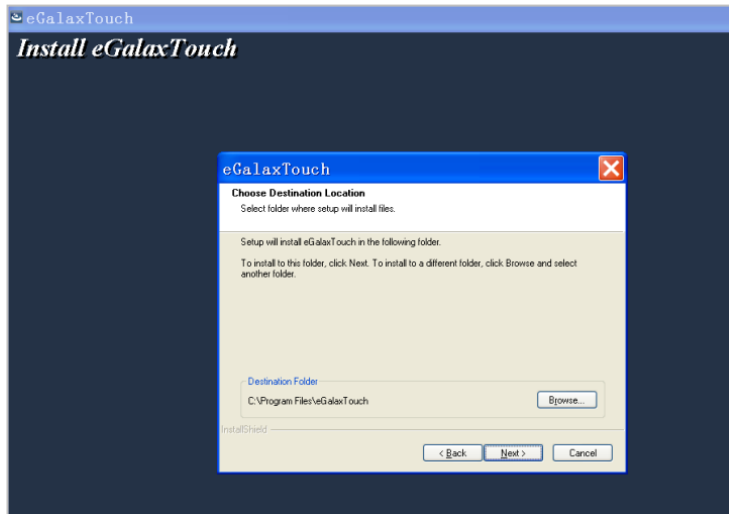 eGalaxTouch
Install eGalaxTouch
eGalaxTouch
Choose Destination Location
Select folder where setup will install files.
Setup will install eGalaxTouch in the following folder.
To install to this folder, click Next. To install to a different folder, click Browse and select
another folder.
Destination Folder
C:\Program Files\eGalaxTouch
Browse...
InstallShield
< Back
Next >
Cancel